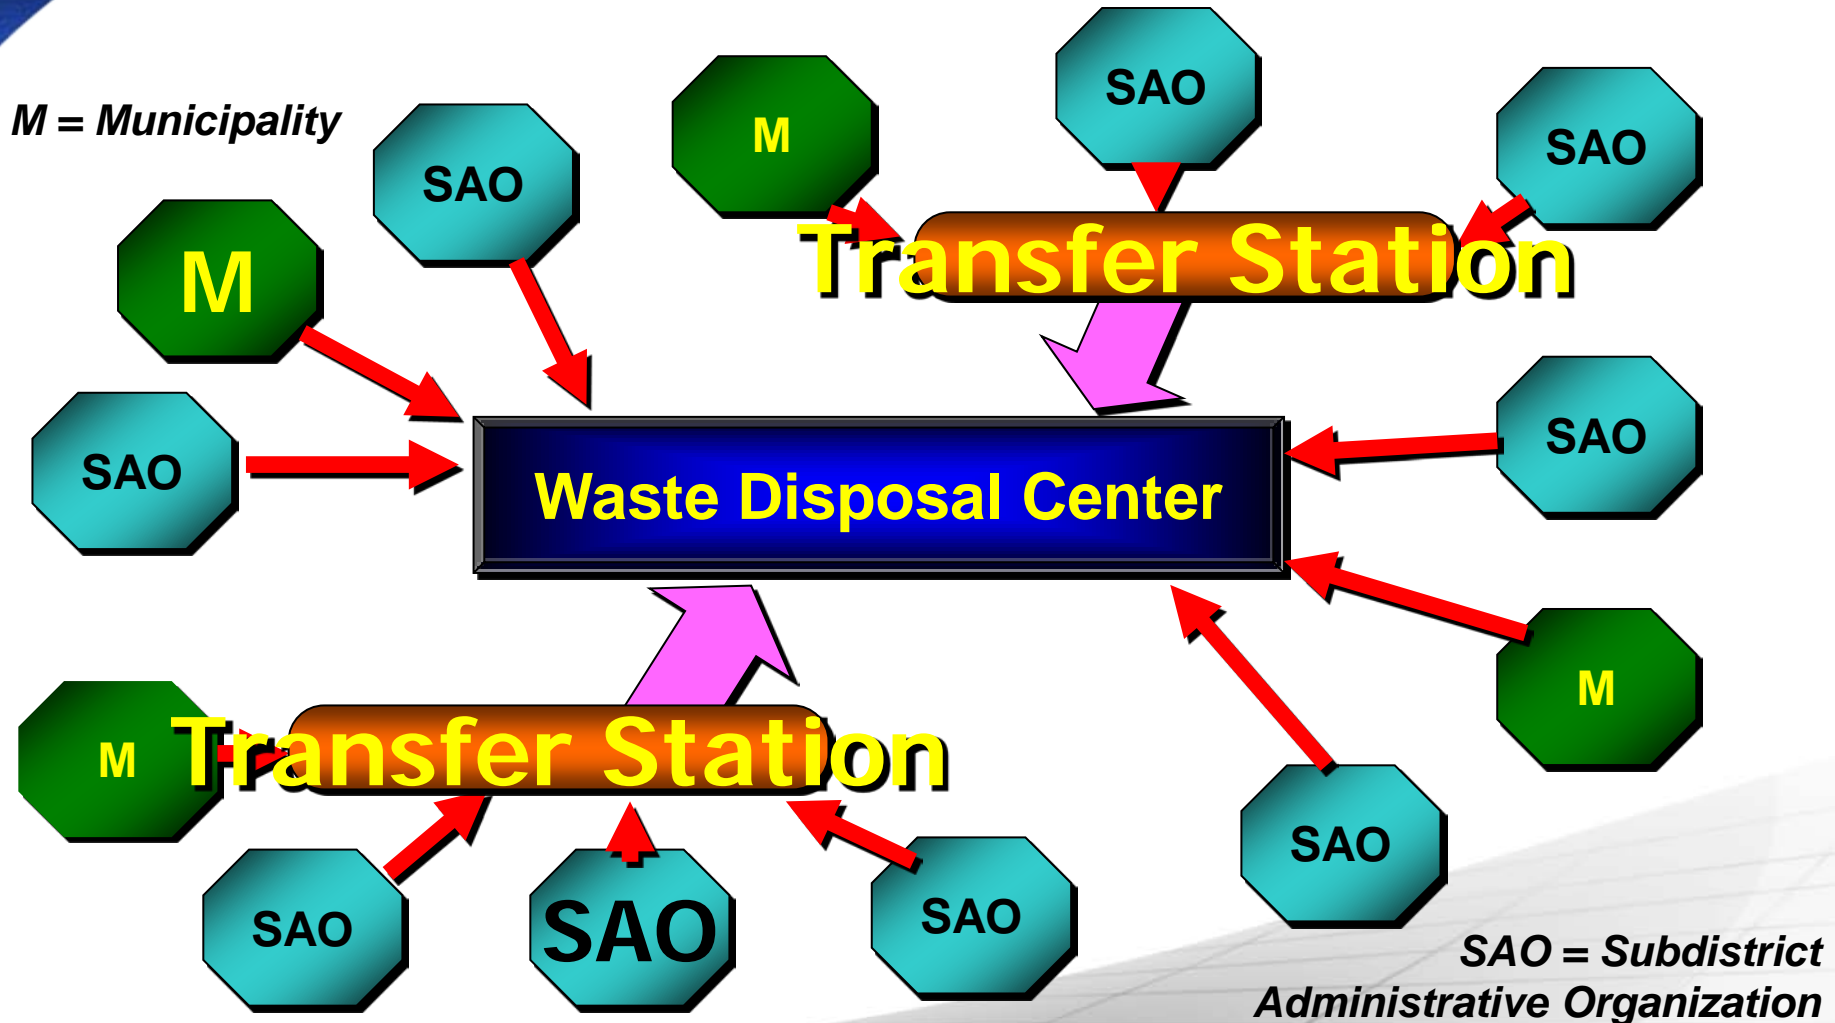 SAO
M
SAO
M = Municipality
SAO
SAO
M
Transfer Station
SAO
SAO
Waste Disposal Center
M
M
Transfer Station
SAO
SAO
SAO
SAO
SAO = Subdistrict
Administrative Organization